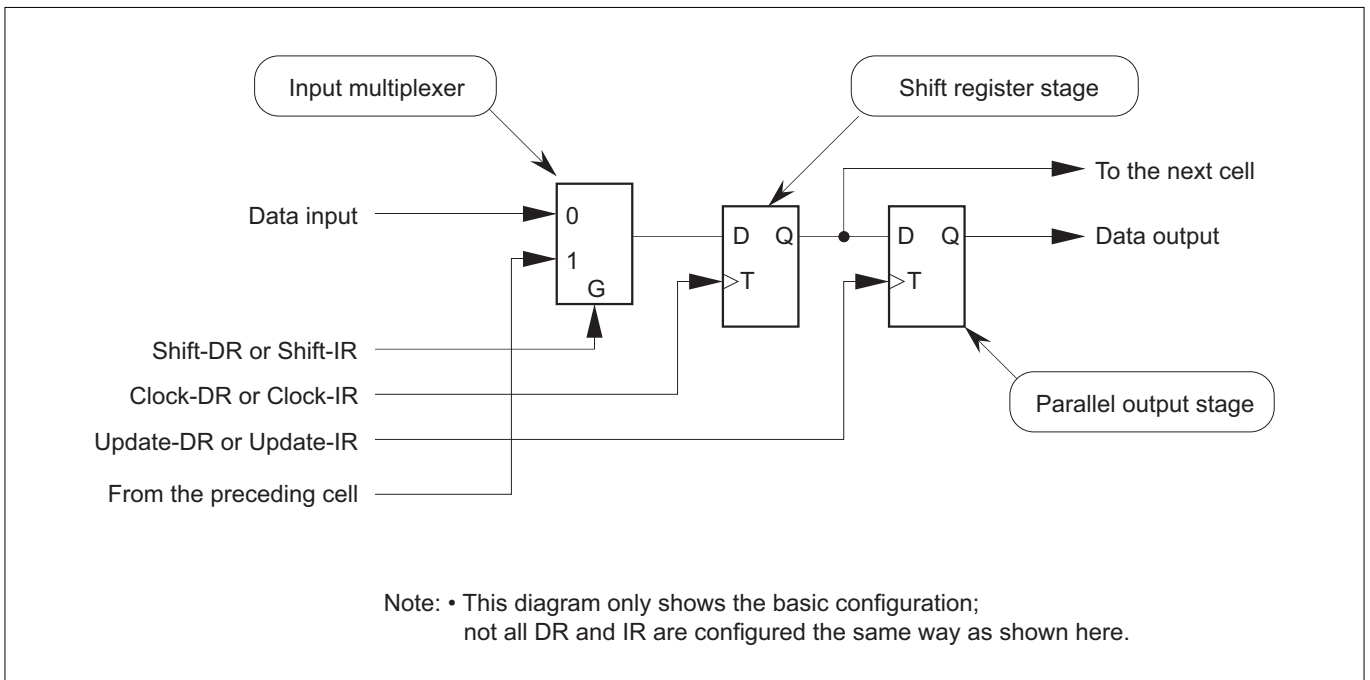 Input multiplexer
Shift register stage
To the next cell
Data input
0
D Q
D Q
Data output
1
G
T
T
Shift-DR or Shift-IR
Clock-DR or Clock-IR
Parallel output stage
Update-DR or Update-IR
From the preceding cell
Note: • This diagram only shows the basic configuration;
not all DR and IR are configured the same way as shown here.